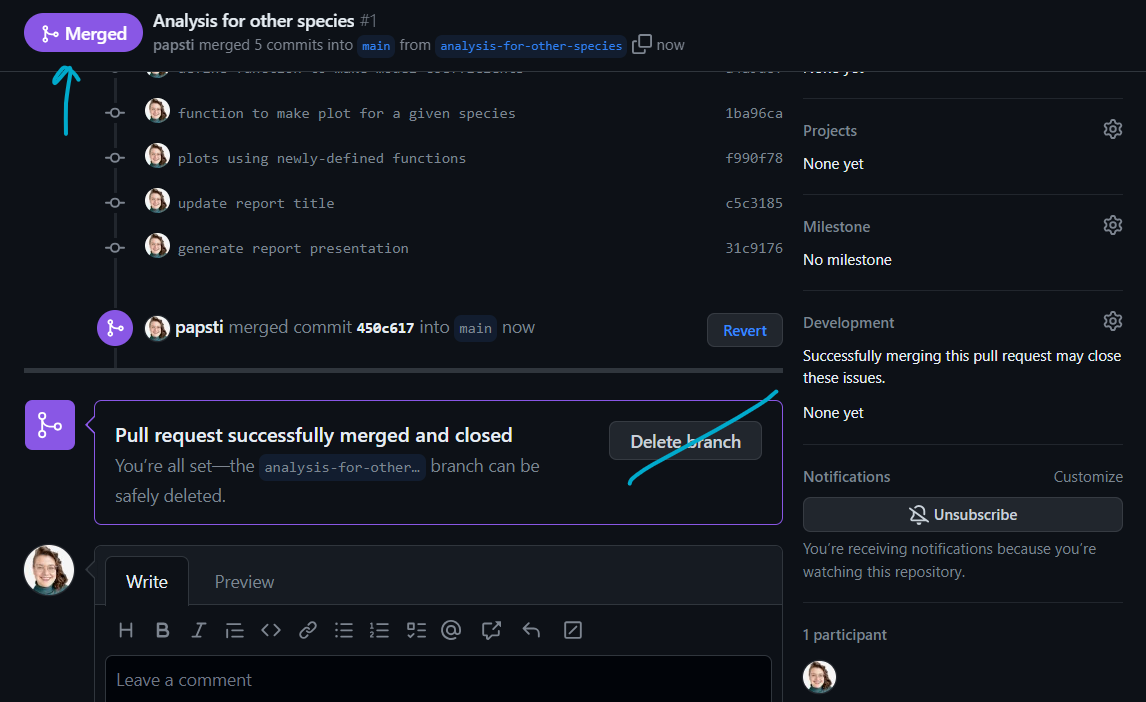 Merged
Analysis for other species #1
papsti merged 5 commits into main from analysis-for-other-species now
function to make plot for a given species 1ba96ca
plots using newly-defined functions f990f78
update report title c5c3185
generate report presentation 31c9176
papsti merged commit 450c617 into main now
Revert
Pull request successfully merged and closed
You’re all set—the analysis-for-other… branch can be
safely deleted.
Delete branch
Write Preview
Leave a comment
Projects
None yet
Milestone
No milestone
Development
Successfully merging this pull request may close
these issues.
None yet
Notifications Customize
Unsubscribe
You’re receiving notifications because you’re
watching this repository.
1 participant